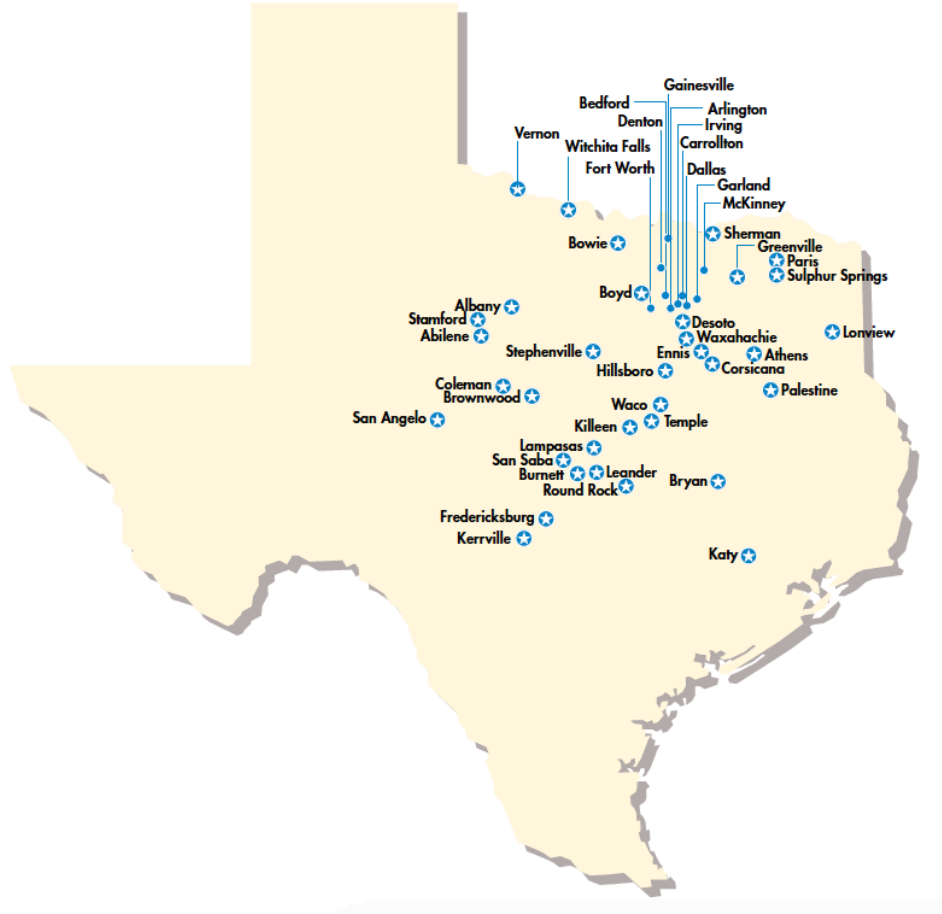 Gainesville
Bedford
Arlington
Denton
Irving
Vernon
Witchita Falls
Carrollton
Fort Worth
Dallas
Garland
McKinney
Sherman
Bowie
Greenville
Paris
Sulphur Springs
Boyd
Albany
Stamford
Desoto
Lonview
Abilene
Waxahachie
Stephenville
Ennis
Athens
Hillsboro
Corsicana
Coleman
Palestine
Brownwood
Waco
San Angelo
Temple
Killeen
Lampasas
San Saba
Burnett
Leander
Bryan
Round Rock
Fredericksburg
Kerrville
Katy